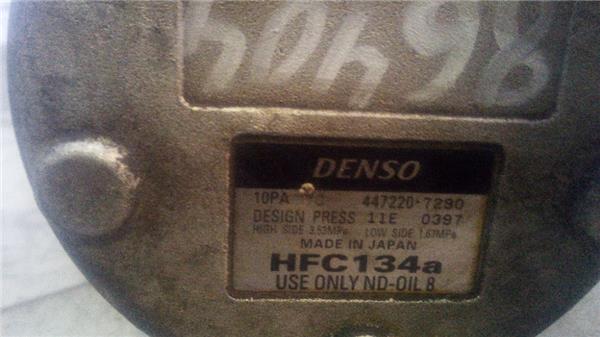 86404
DENSO
10PA 447220-7290
DESIGN PRESS 11E 0397
HIGH SIDE 3.53MPa LOW SIDE 1.67MPa
MADE IN JAPAN
HFC134a
USE ONLY ND-OIL 8